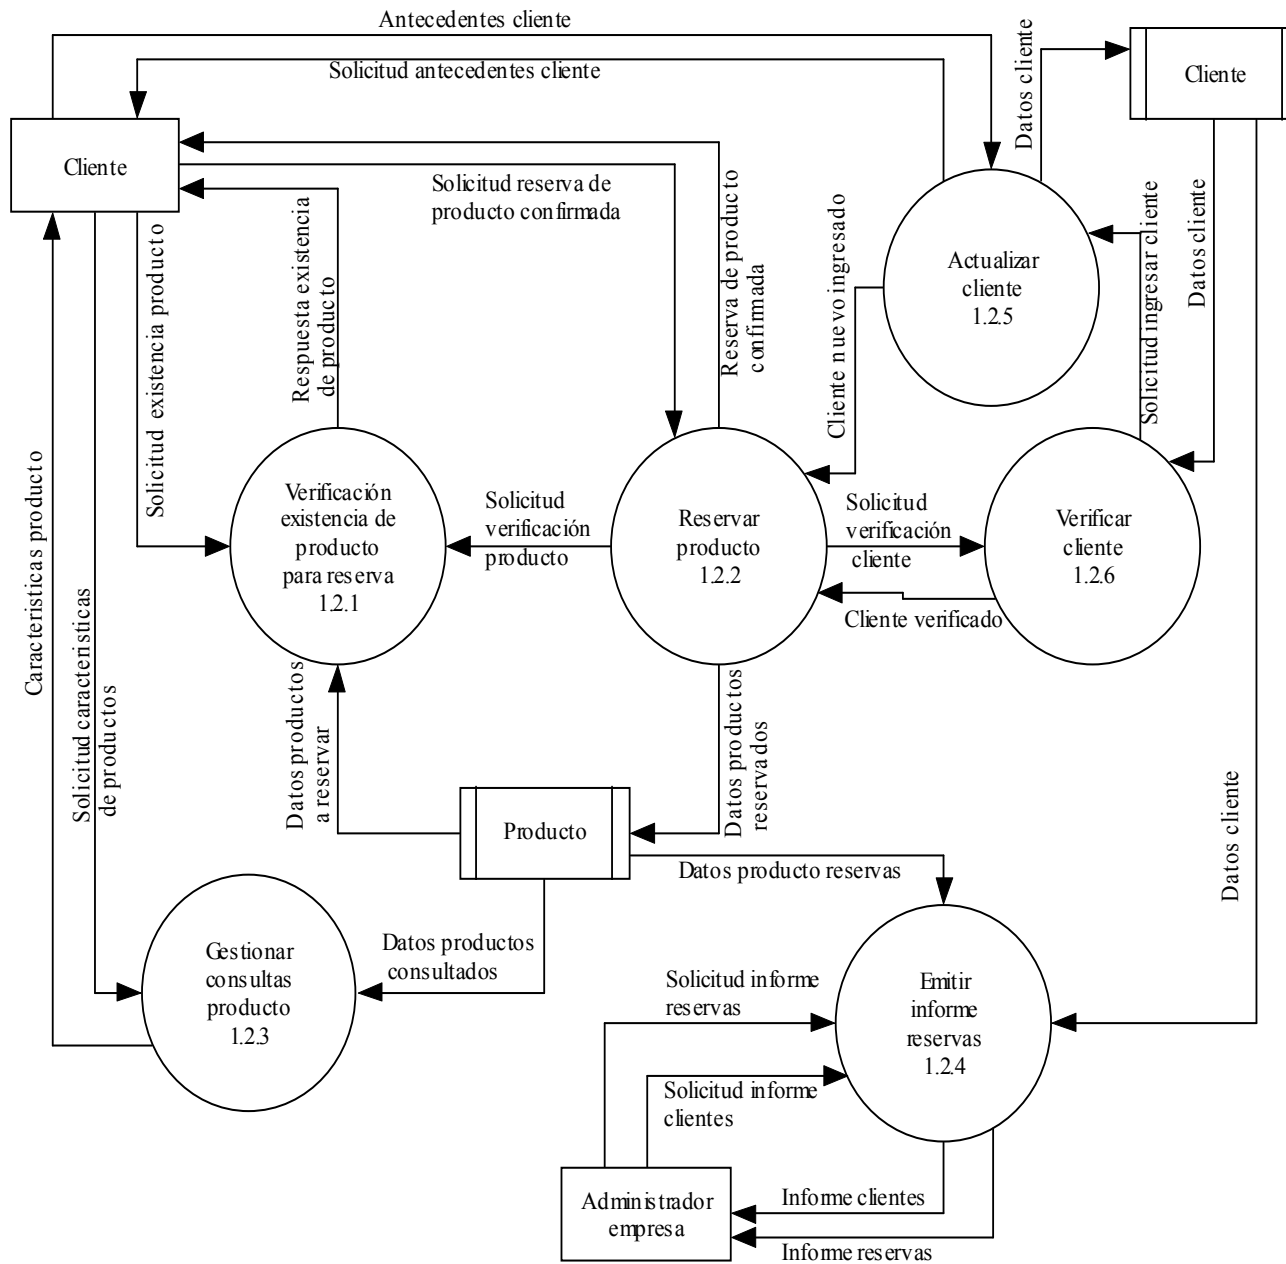 Antecedentes cliente
Solicitud antecedentes cliente
Datos cliente
Cliente
Cliente
Solicitud reserva de
producto confirmada
Reserva de producto
confirmada
Respuesta existencia
de producto
Solicitud existencia producto
Cliente nuevo ingresado
Actualizar
cliente
1.2.5
Solicitud ingresar cliente
Datos cliente
Caracteristicas producto
Solicitud caracteristicas
de productos
Verificación
existencia de
producto
para reserva
1.2.1
Solicitud
verificación
producto
Reservar
producto
1.2.2
Solicitud
verificación
cliente
Verificar
cliente
1.2.6
Cliente verificado
Datos productos
a reservar
Datos productos
reservados
Producto
Datos producto reservas
Datos cliente
Gestionar
consultas
producto
1.2.3
Datos productos
consultados
Solicitud informe
reservas
Emitir
informe
reservas
1.2.4
Solicitud informe
clientes
Administrador
empresa
Informe clientes
Informe reservas